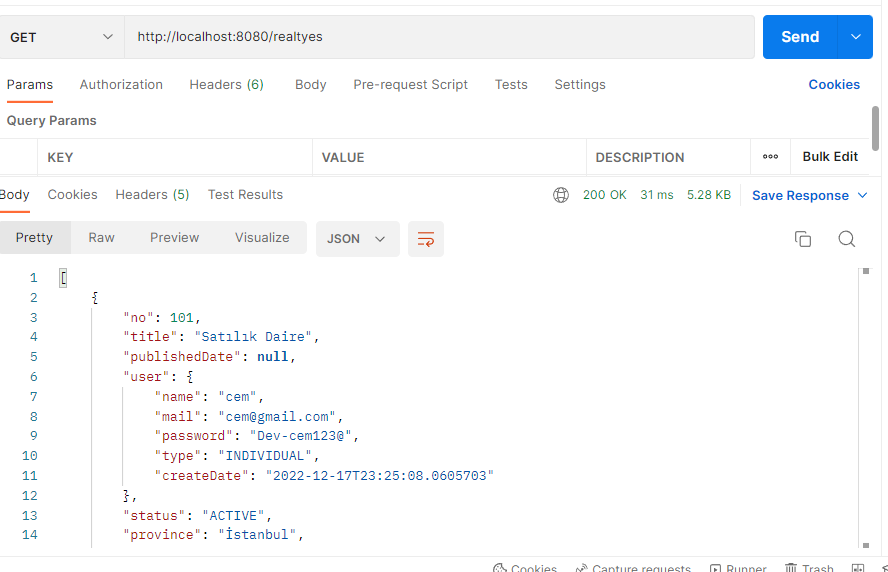 GET http://localhost:8080/realtyes Send
Params Authorization Headers (6) Body Pre-request Script Tests Settings Cookies
Query Params
KEY VALUE DESCRIPTION ooo Bulk Edit
Body Cookies Headers (5) Test Results 200 OK 31 ms 5.28 KB Save Response
Pretty Raw Preview Visualize JSON
1 [
2 {
3 "no": 101,
4 "title": "Satılık Daire",
5 "publishedDate": null,
6 "user": {
7 "name": "cem",
8 "mail": "cem@gmail.com",
9 "password": "Dev-cem123@",
10 "type": "INDIVIDUAL",
11 "createDate": "2022-12-17T23:25:08.0605703"
12 },
13 "status": "ACTIVE",
14 "province": "İstanbul",
Cookies Capture requests Runner Trash